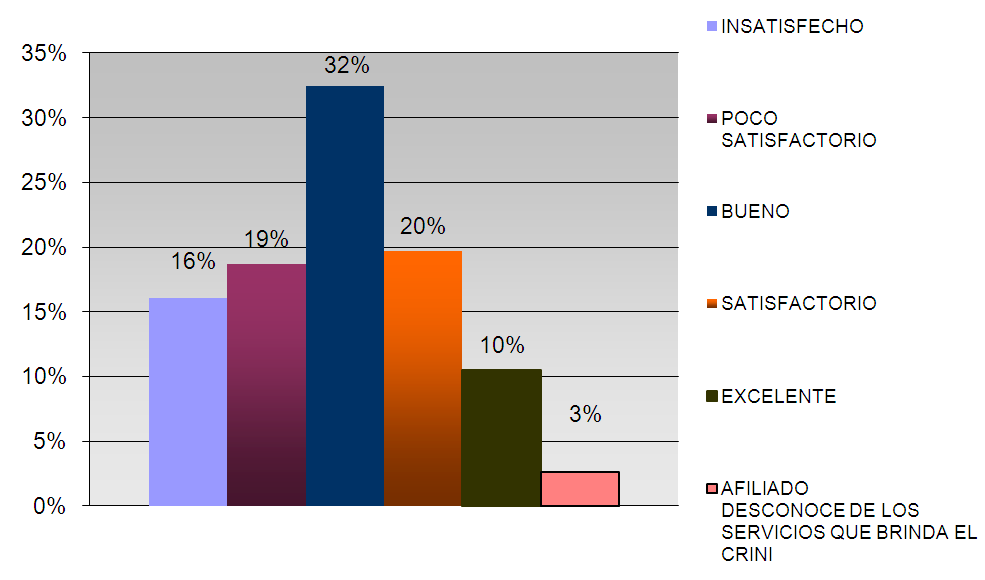 35%
30%
25%
20%
15%
10%
5%
0%
16%
19%
32%
20%
10%
3%
INSATISFECHO
POCO
SATISFACTORIO
BUENO
SATISFACTORIO
EXCELENTE
AFILIADO
DESCONOCE DE LOS
SERVICIOS QUE BRINDA EL
CRINI